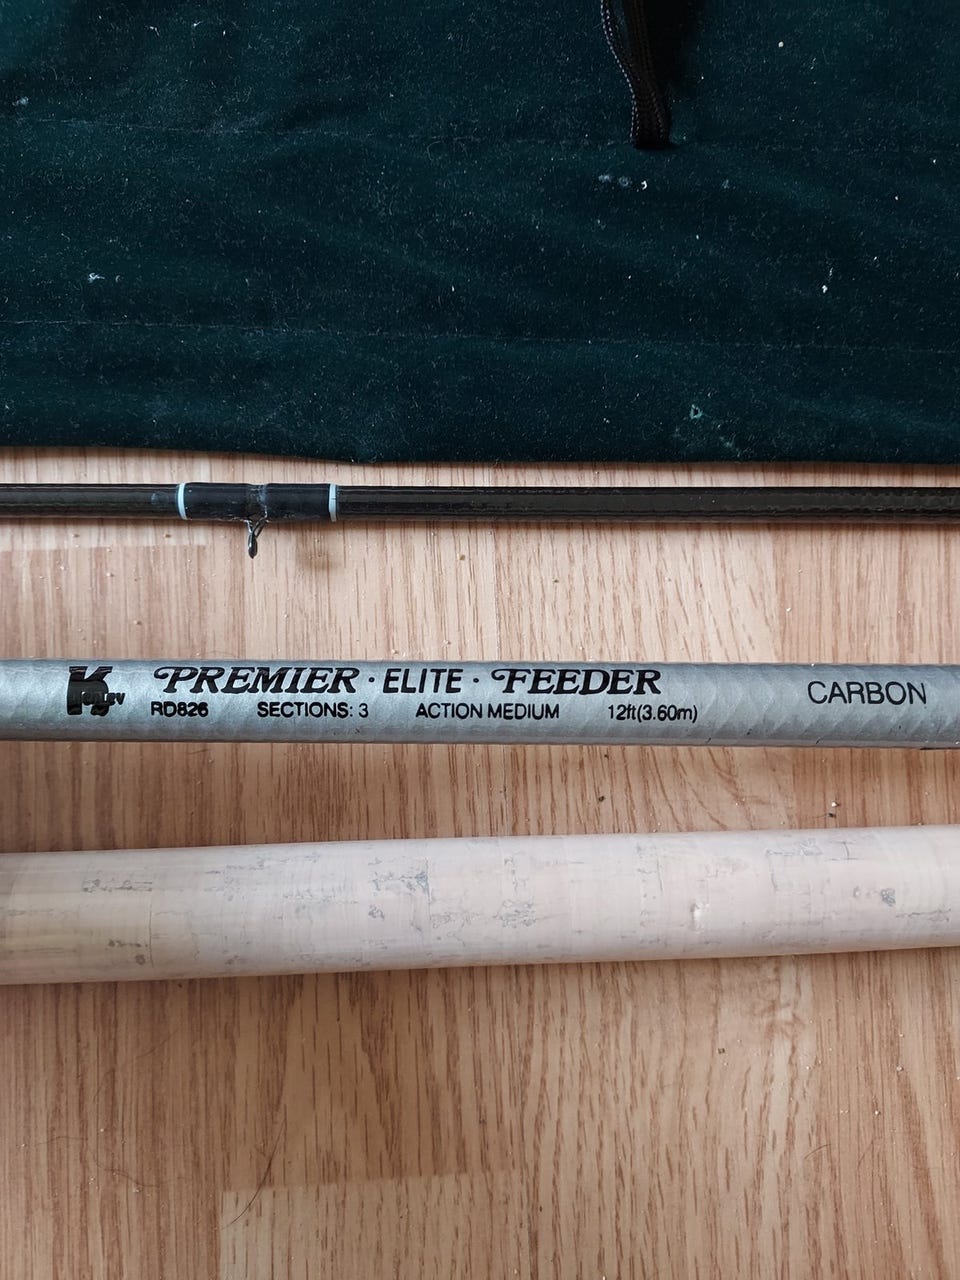 PREMIER · ELITE · FEEDER
RD826 SECTIONS: 3 ACTION MEDIUM 12ft(3.60m)
CARBON